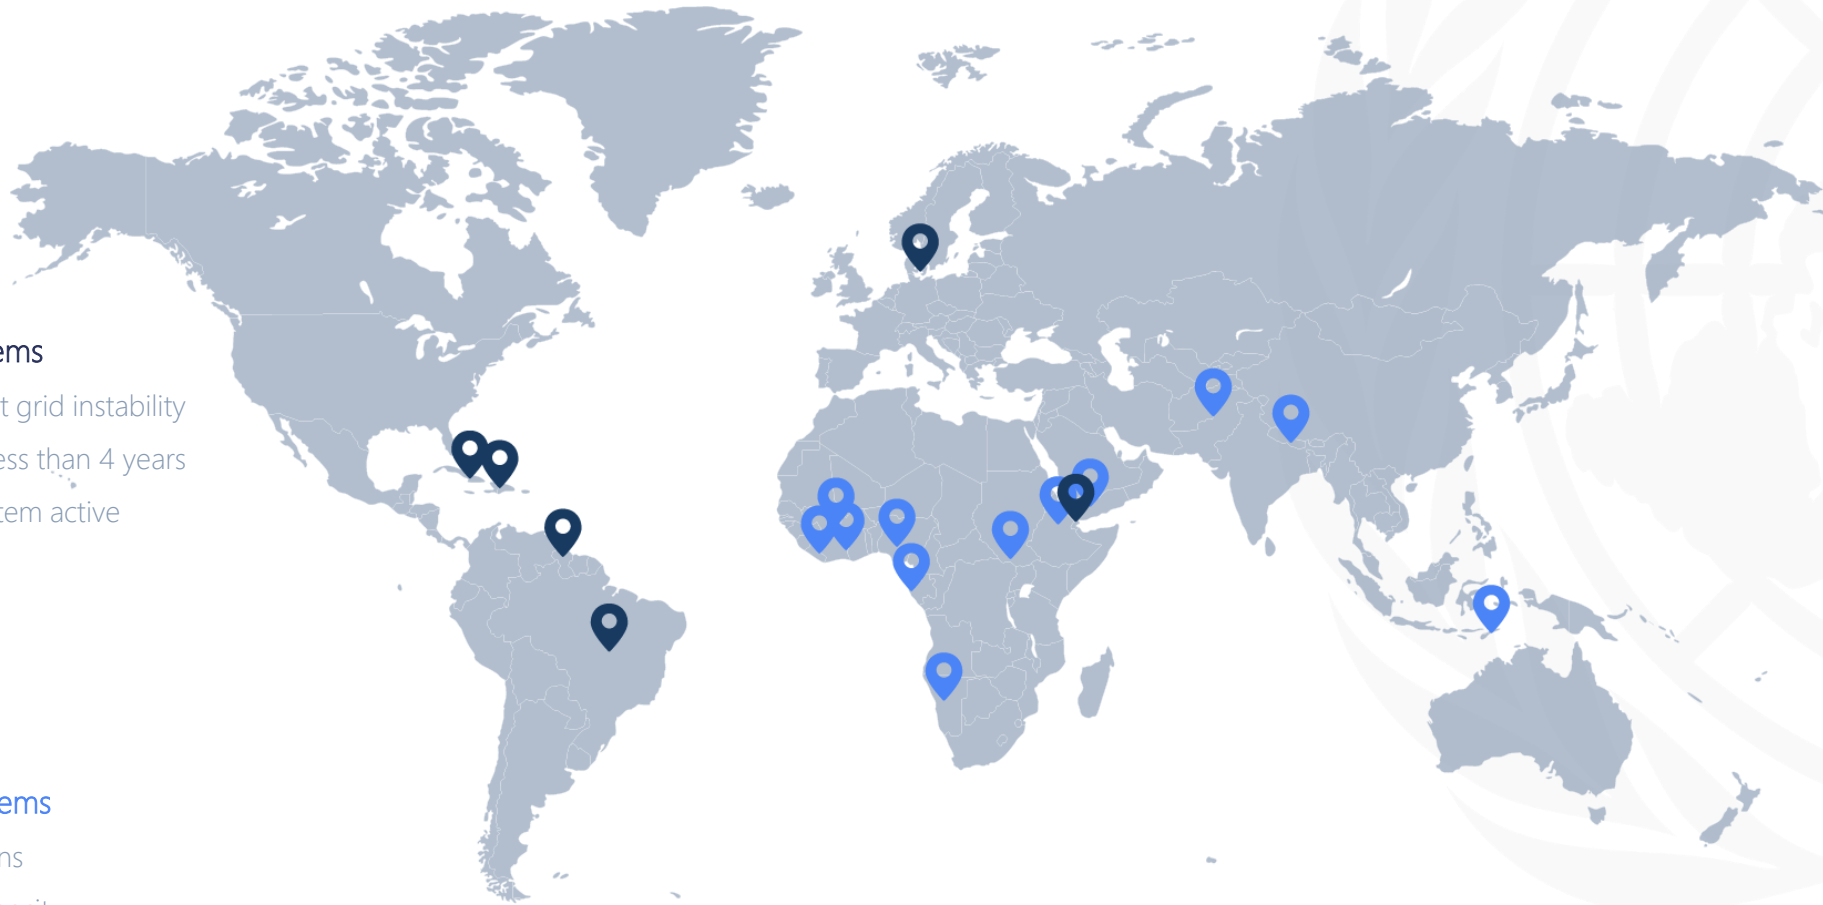 ems
t grid instability
ess than 4 years
tem active
ems
ns